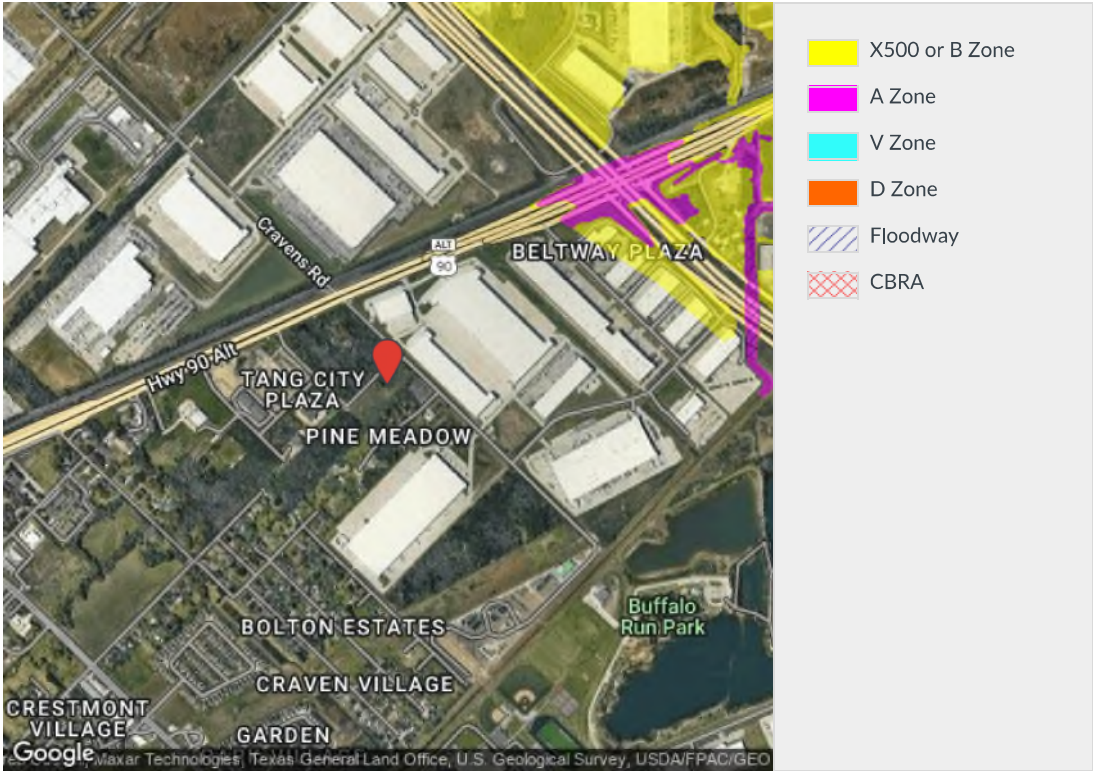 X500 or B Zone
A Zone
V Zone
D Zone
Floodway
CBRA
Cravens Rd
ALT
90
BELTWAY PLAZA
Hwy 90 Alt
TANG CITY
PLAZA
PINE MEADOW
Buffalo
Run Park
BOLTON ESTATES
CRAVEN VILLAGE
CRESTMONT
VILLAGE
GARDEN
Google
Maxar Technologies, Texas General Land Office, U.S. Geological Survey, USDA/FPAC/GEO